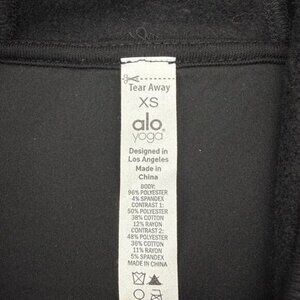 Tear Away
XS
alo
yoga
Designed in
Los Angeles
Made in
China
BODY:
96% POLYESTER
4% SPANDEX
CONTRAST 1:
50% POLYESTER
38% COTTON
12% RAYON
CONTRAST 2:
48% POLYESTER
36% COTTON
11% RAYON
5% SPANDEX
MADE IN CHINA